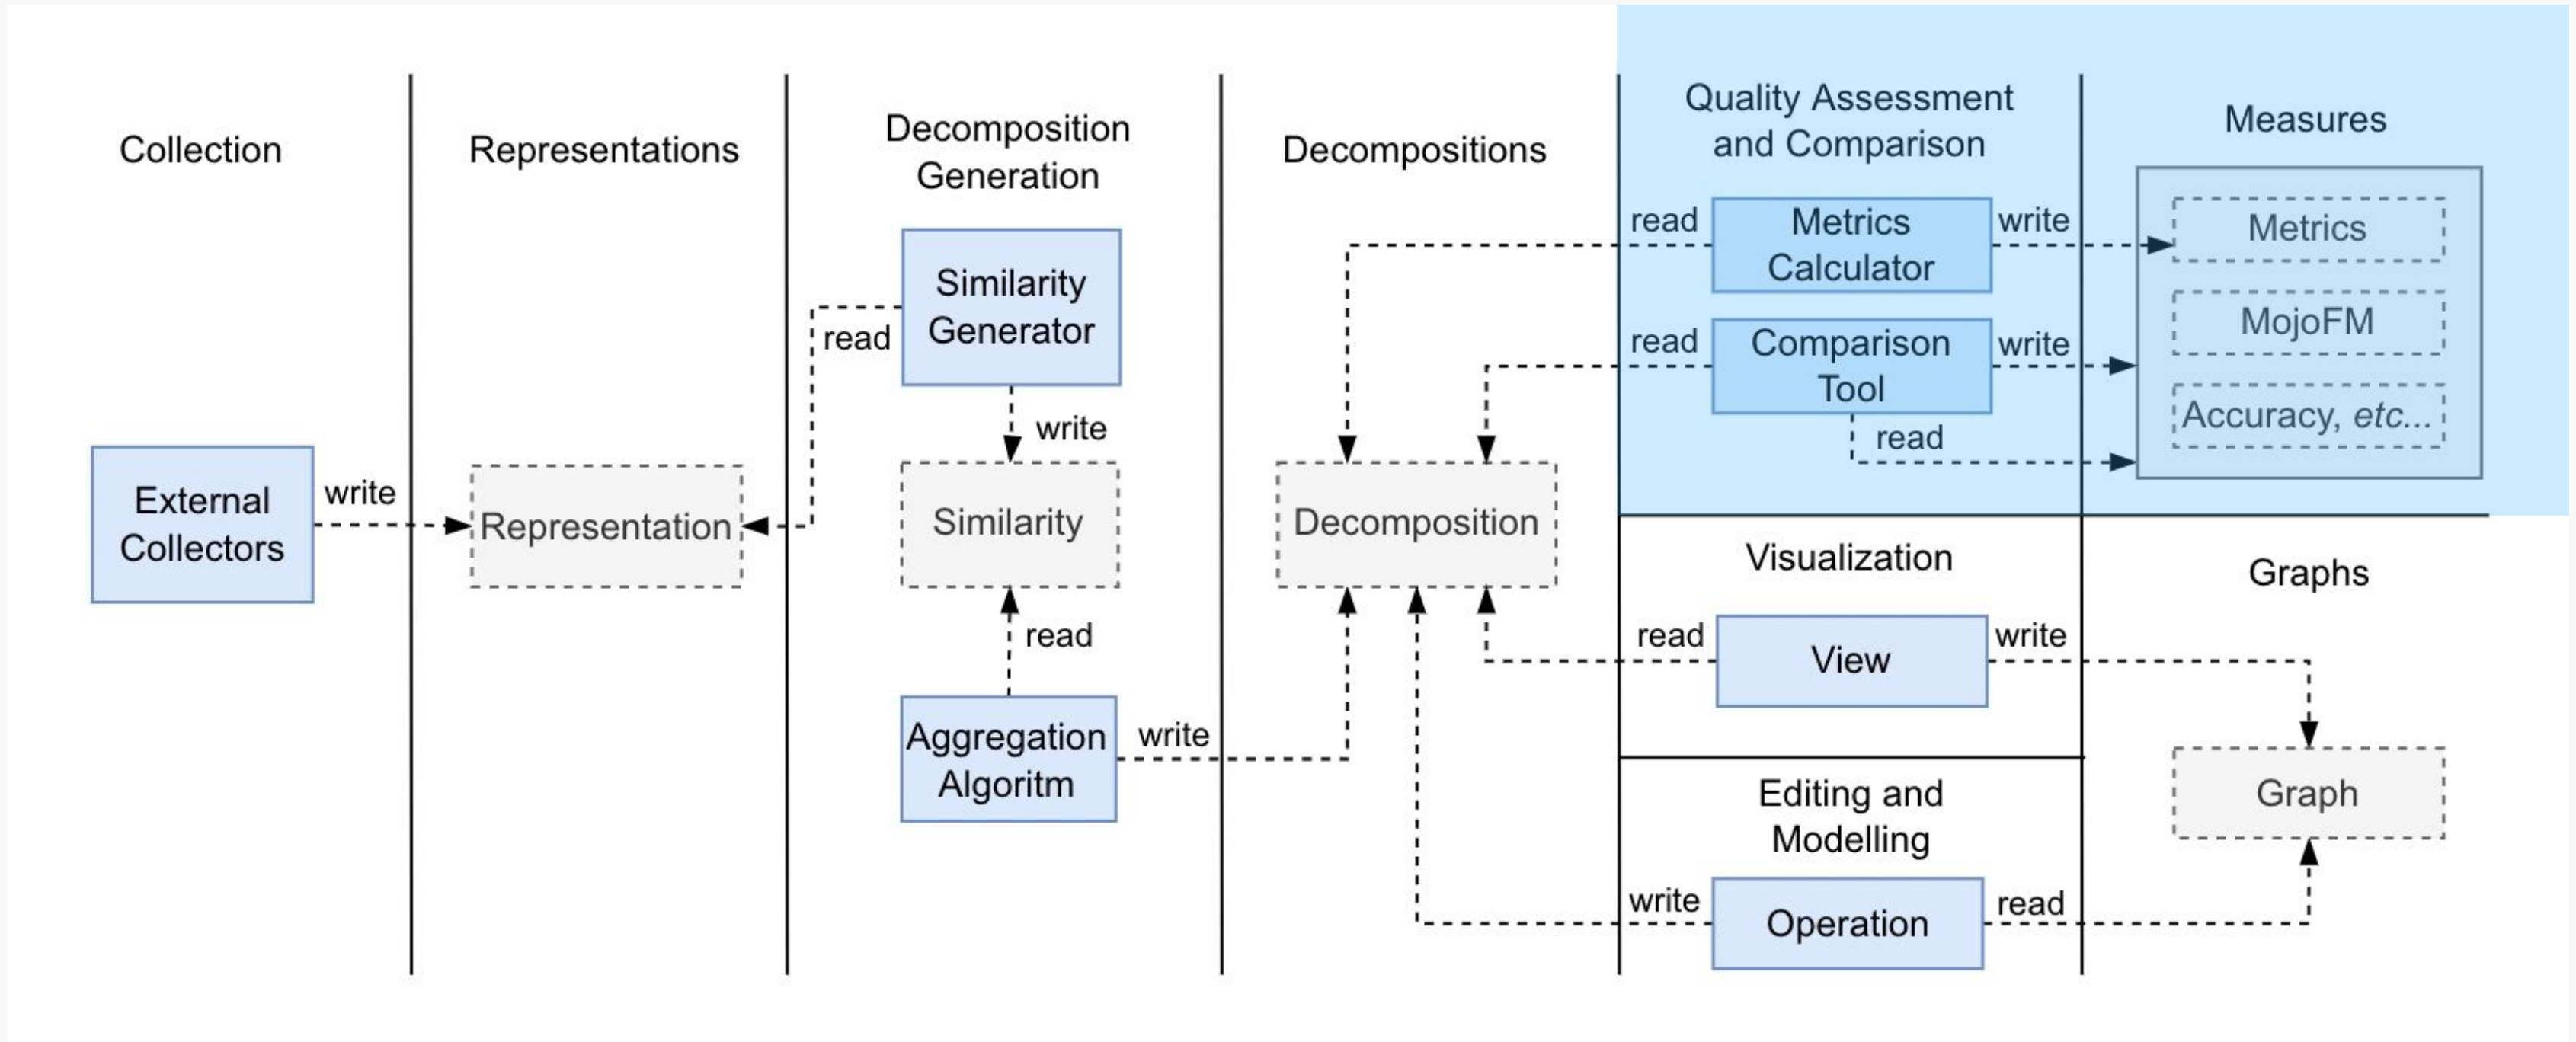 Collection
Representations
Decomposition
Generation
Decompositions
Quality Assessment
and Comparison
Measures
External
Collectors
write
Representation
Similarity
Generator
read
write
Similarity
read
Aggregation
Algoritm
write
Decomposition
read
Metrics
Calculator
write
read
Comparison
Tool
write
read
Metrics
MojoFM
Accuracy, etc...
Visualization
read
View
write
Graphs
Graph
Editing and
Modelling
write
Operation
read